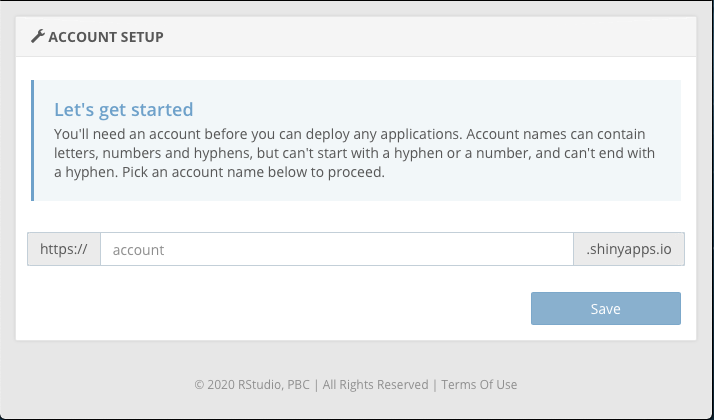 ACCOUNT SETUP
Let's get started
You'll need an account before you can deploy any applications. Account names can contain
letters, numbers and hyphens, but can't start with a hyphen or a number, and can't end with
a hyphen. Pick an account name below to proceed.
https:// account .shinyapps.io
Save
© 2020 RStudio, PBC | All Rights Reserved | Terms Of Use